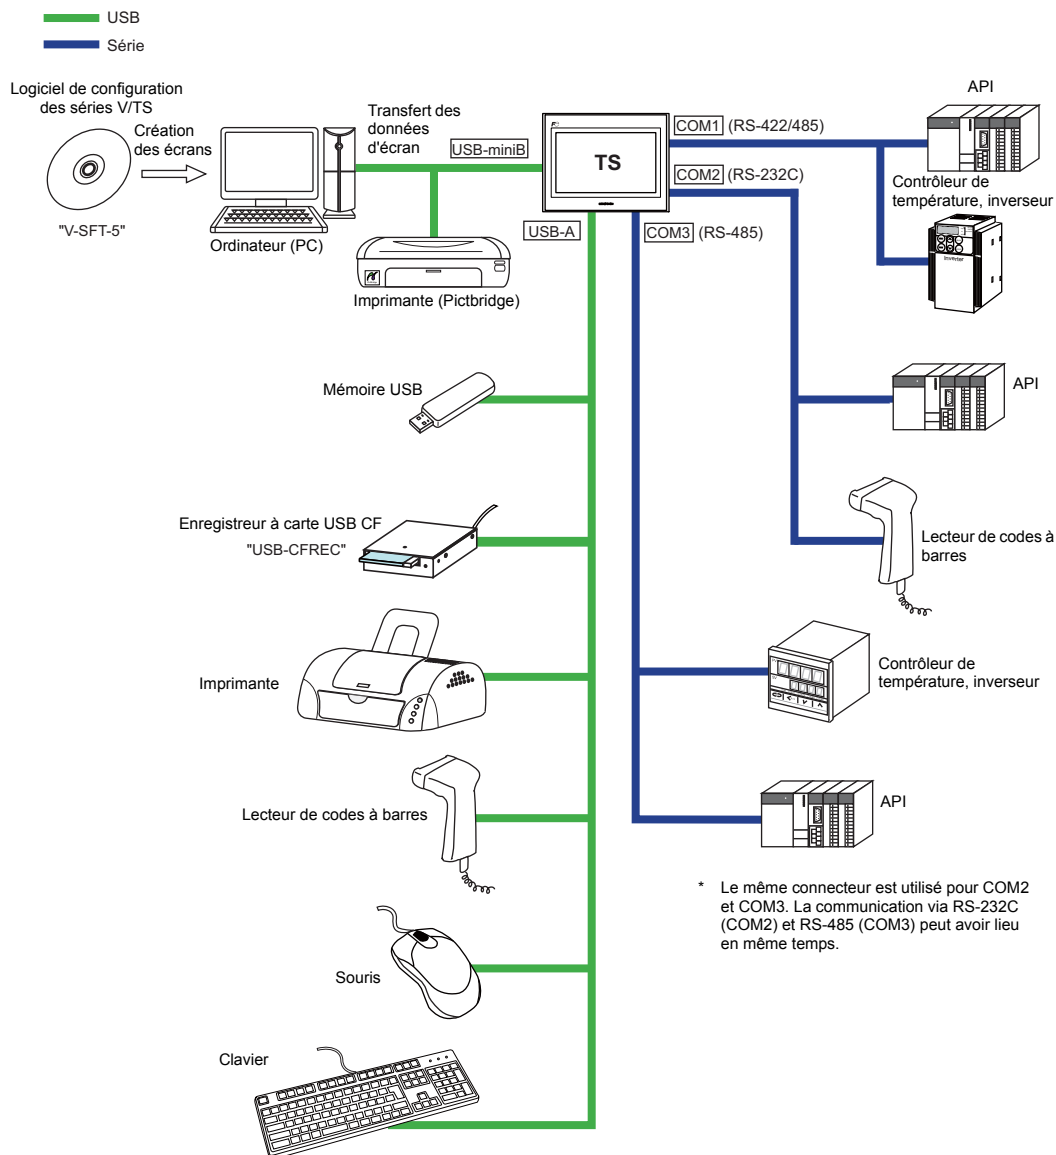 USB
Série
Logiciel de configuration
des séries V/TS
Création
des écrans
"V-SFT-5"
Ordinateur (PC)
Transfert des
données
d'écran
USB-miniB
Imprimante (Pictbridge)
TS
USB-A
COM1 (RS-422/485)
COM2 (RS-232C)
COM3 (RS-485)
API
Contrôleur de
température, inverseur
Inverter
API
Lecteur de codes à
barres
Contrôleur de
température, inverseur
API
Mémoire USB
Enregistreur à carte USB CF
"USB-CFREC"
Imprimante
Lecteur de codes à barres
Souris
Clavier
* Le même connecteur est utilisé pour COM2
et COM3. La communication via RS-232C
(COM2) et RS-485 (COM3) peut avoir lieu
en même temps.